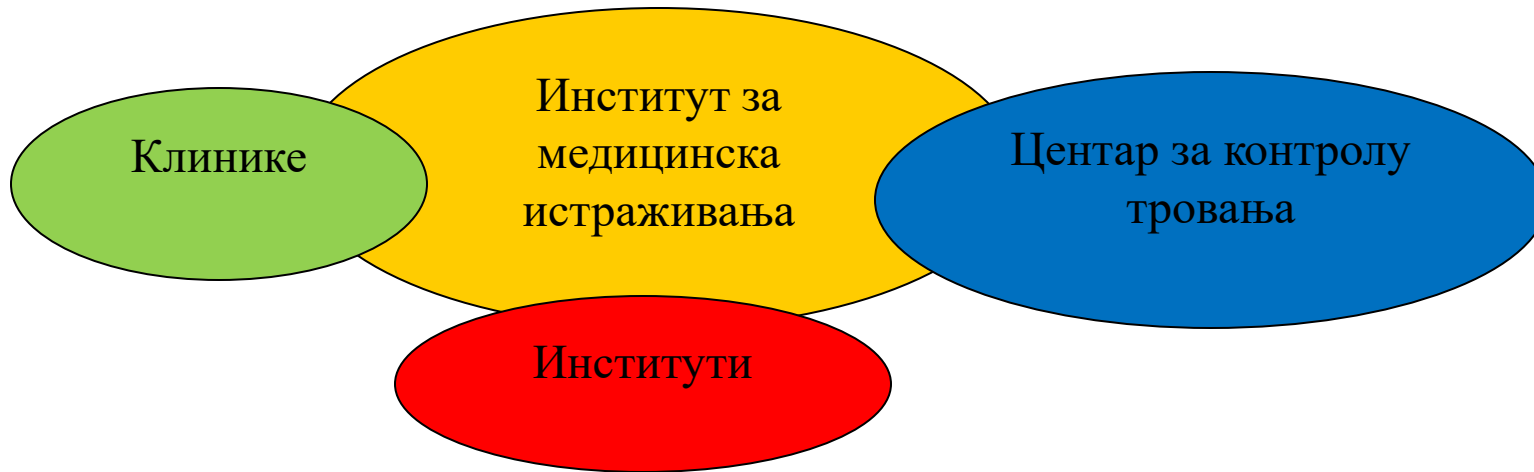 Клинике
Институт за
медицинска
истраживања
Центар за контролу
тровања
Институти